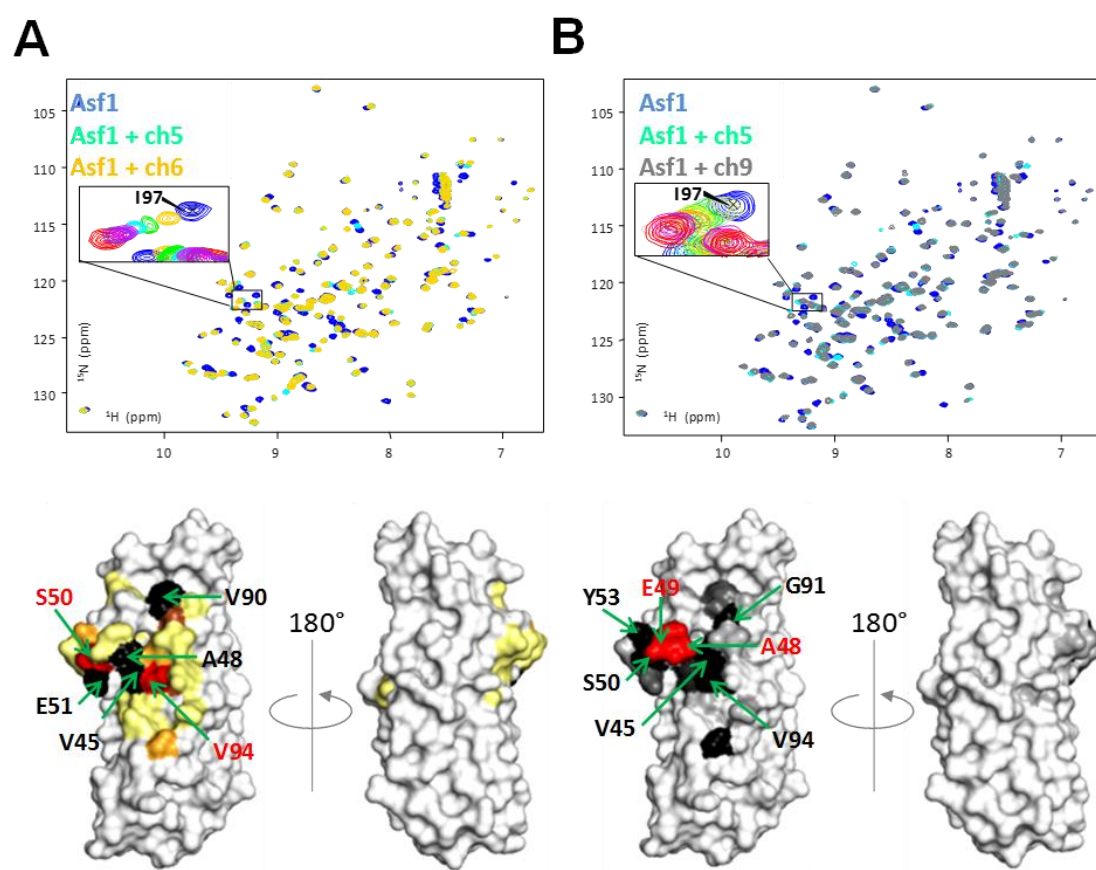 A
B
Asf1
Asf1 + ch5
Asf1 + ch6
I97
105
110
115
120
125
130
¹⁵N (ppm)
¹H (ppm)
10
9
8
7
Asf1
Asf1 + ch5
Asf1 + ch9
I97
105
110
115
120
125
130
¹⁵N (ppm)
¹H (ppm)
10
9
8
7
S50
V90
A48
E51
V45
V94
180°
Y53
E49
G91
A48
S50
V45
V94
180°